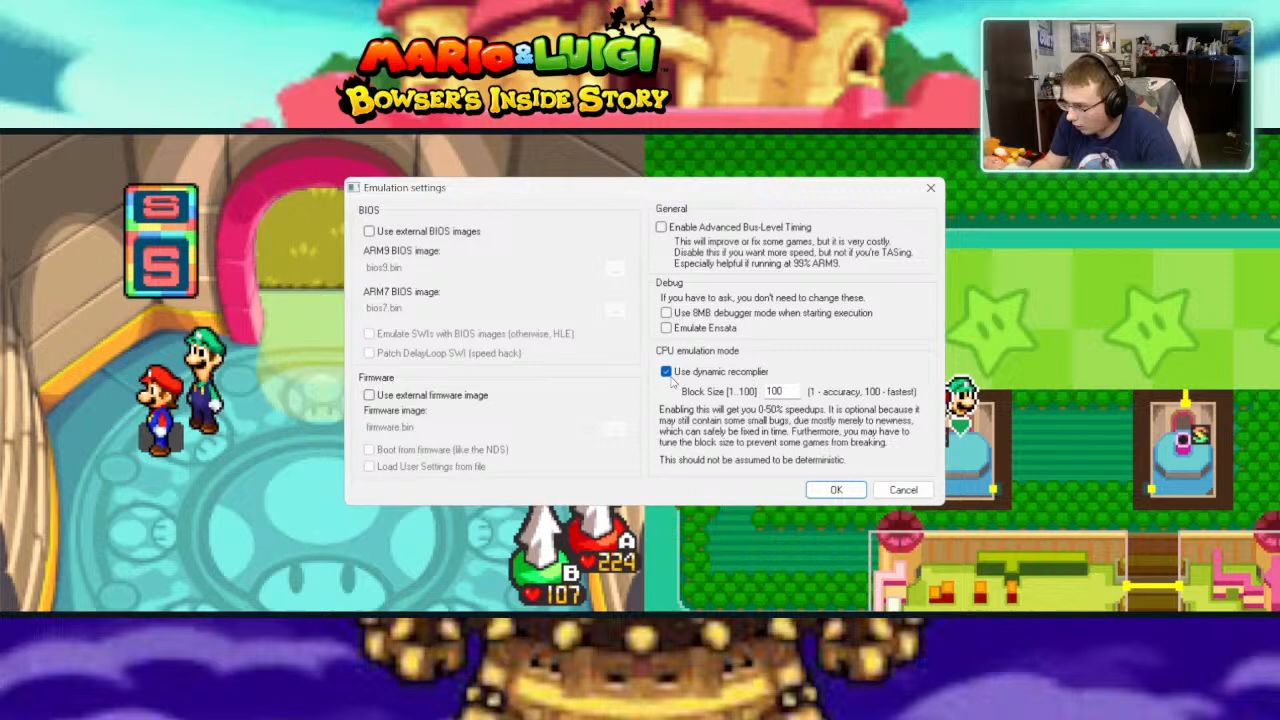 MARIO & LUIGI
BOWSER'S INSIDE STORY
S
S
Emulation settings
BIOS
Use external BIOS images
ARM9 BIOS image:
bios9.bin
...
ARM7 BIOS image:
bios7.bin
...
Emulate SWIs with BIOS images (otherwise, HLE)
Patch DelayLoop SWI (speed hack)
Firmware
Use external firmware image
Firmware image:
firmware.bin
...
Boot from firmware (like the NDS)
Load User Settings from file
General
Enable Advanced Bus-Level Timing
This will improve or fix some games, but it is very costly.
Disable this if you want more speed, but not if you're TASing.
Especially helpful if running at 99% ARM9.
Debug
If you have to ask, you don't need to change these.
Use 8MB debugger mode when starting execution
Emulate Ensata
CPU emulation mode
Use dynamic recomplier
Block Size [1..100] 100 (1 - accuracy, 100 - fastest)
Enabling this will get you 0-50% speedups. It is optional because it
may still contain some small bugs, due mostly merely to newness,
which can safely be fixed in time. Furthermore, you may have to
tune the block size to prevent some games from breaking.
This should not be assumed to be deterministic.
OK
Cancel
A
224
B
107